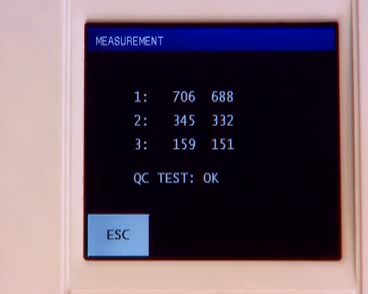 MEASUREMENT
1: 706 688
2: 345 332
3: 159 151
QC TEST: OK
ESC